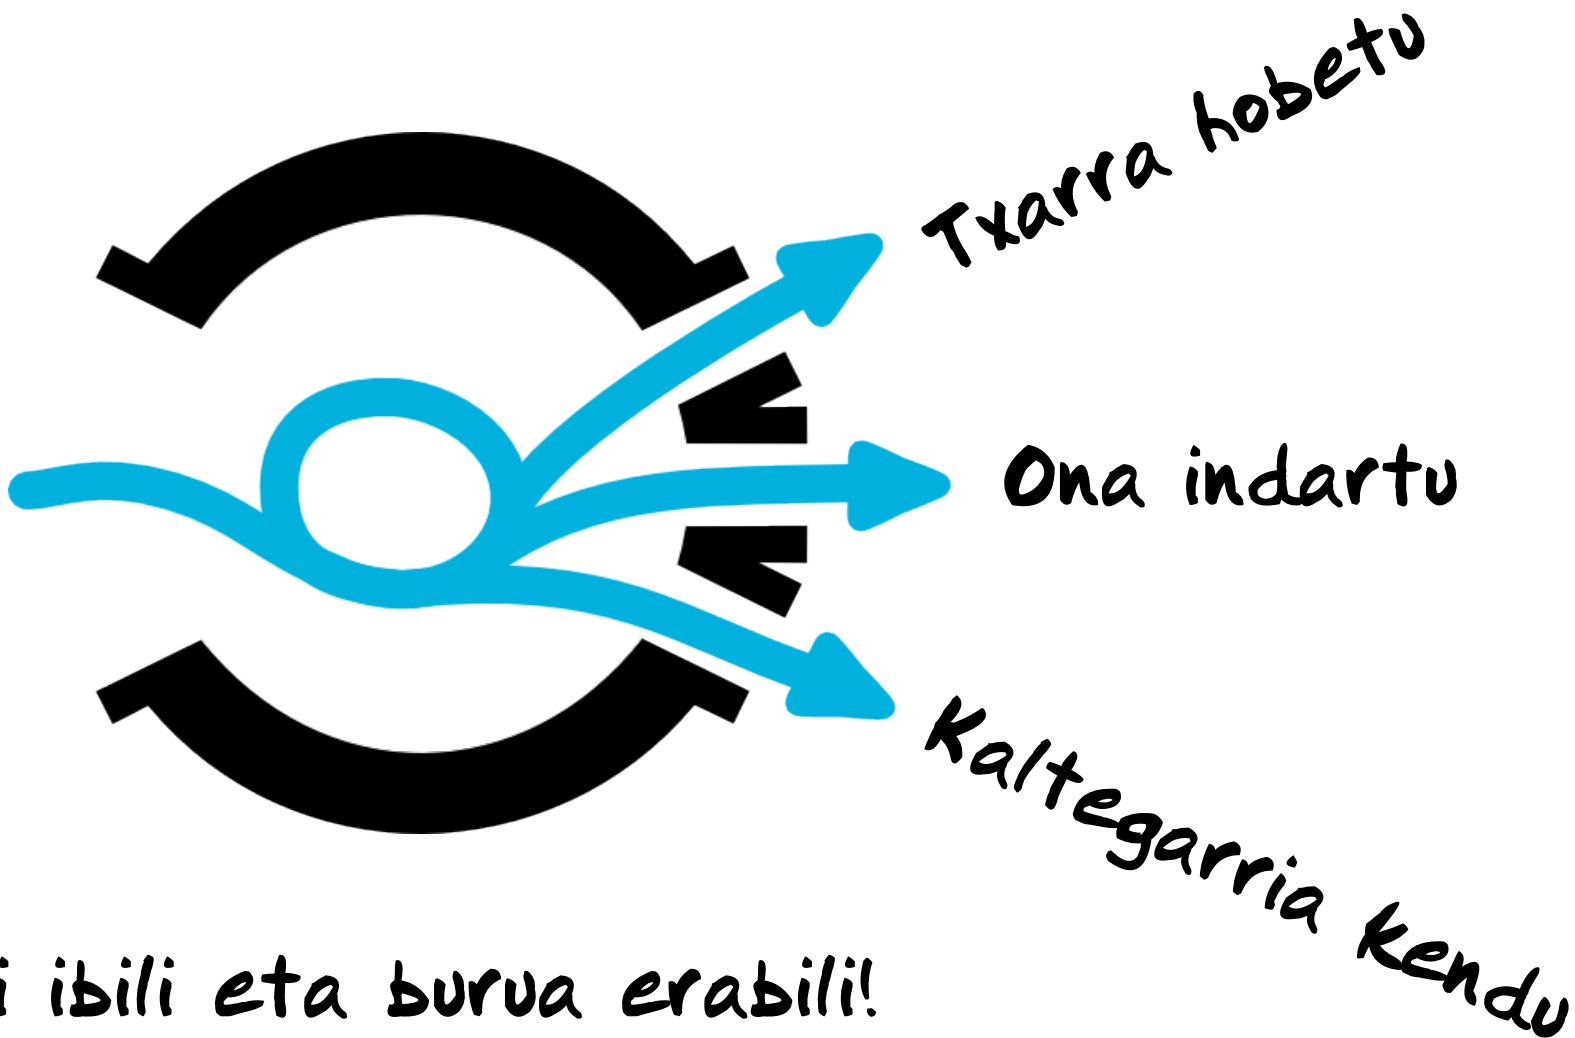 Txarra hobetu
Ona indartu
Kaltegarria kendu
i ibili eta burua erabili!